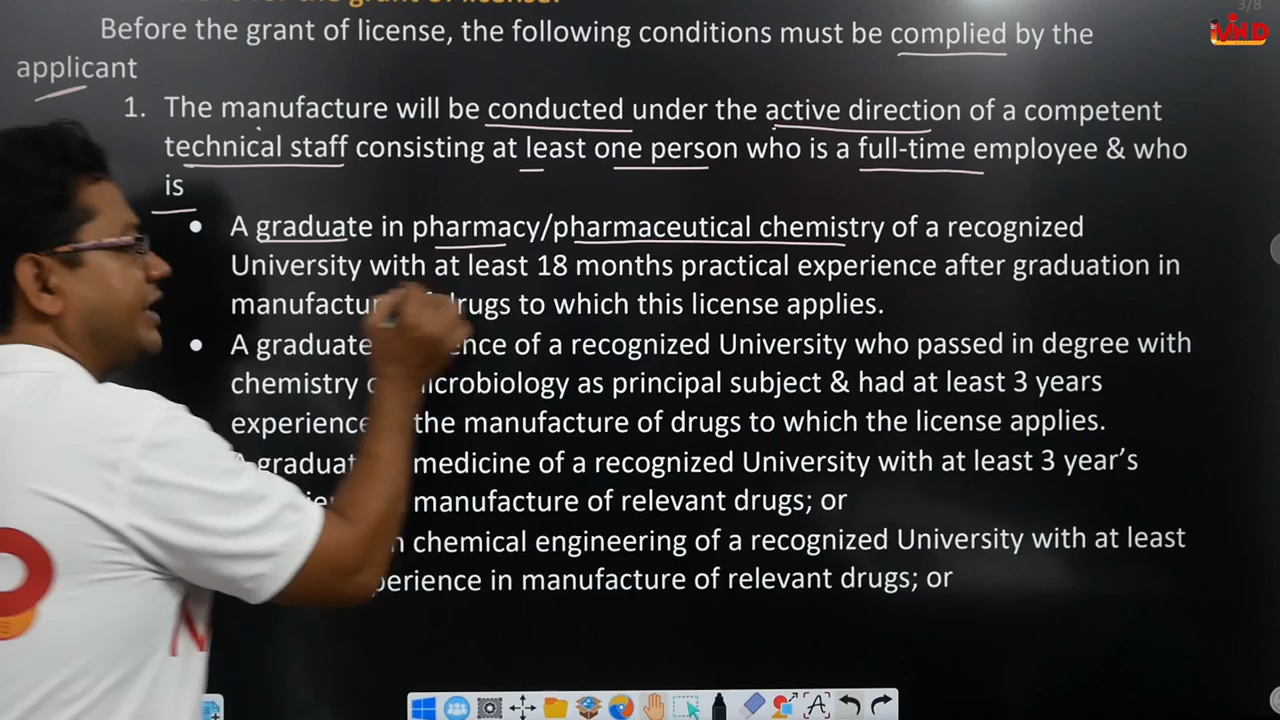 3/8
Before the grant of license, the following conditions must be complied by the
applicant
1. The manufacture will be conducted under the active direction of a competent
technical staff consisting at least one person who is a full-time employee & who
is
• A graduate in pharmacy/pharmaceutical chemistry of a recognized
University with at least 18 months practical experience after graduation in
drugs to which this license applies.
• A graduate of a recognized University who passed in degree with
chemistry microbiology as principal subject & had at least 3 years
experience the manufacture of drugs to which the license applies.
medicine of a recognized University with at least 3 year's
manufacture of relevant drugs; or
chemical engineering of a recognized University with at least
experience in manufacture of relevant drugs; or